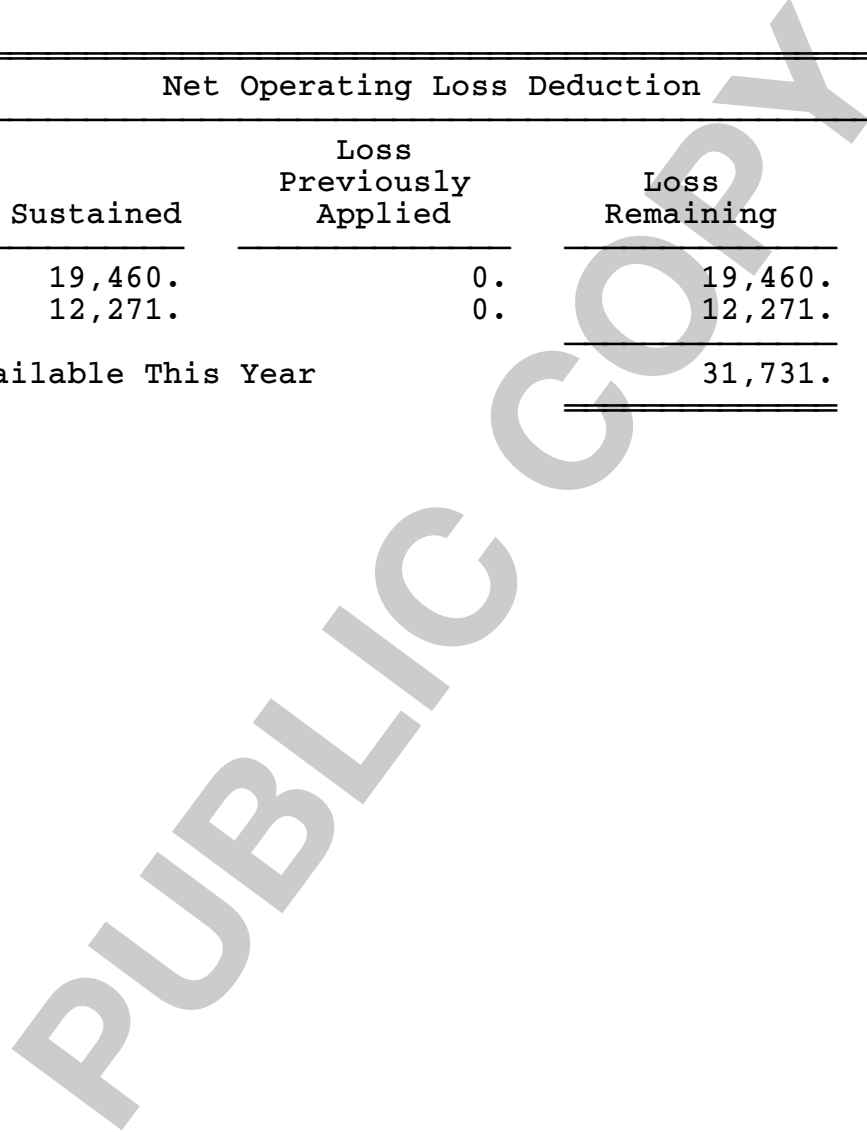 Net Operating Loss Deduction
Loss
Previously Loss
Sustained Applied Remaining
19,460. 0. 19,460.
12,271. 0. 12,271.
ailable This Year 31,731.
PUBLIC COPY